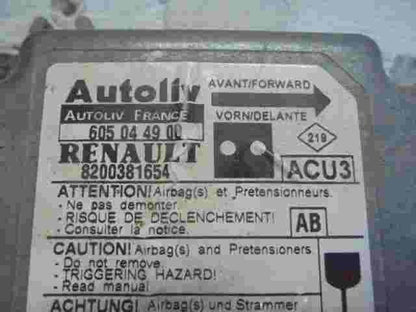 Autoliv
AVANT/FORWARD
AUTOLIV FRANCE
VORN/DELANTE
605 04 49 00
219
RENAULT
ACU3
8200381654
ATTENTION! Airbag(s) et Pretensionneurs.
- Ne pas demonter.
- RISQUE DE DECLENCHEMENT!
- Consulter la notice.
AB
CAUTION! Airbag(s) and Pretensioners
- Do not remove.
- TRIGGERING HAZARD!
- Read manual
ACHTUNG! Airbag(s) und Strammer